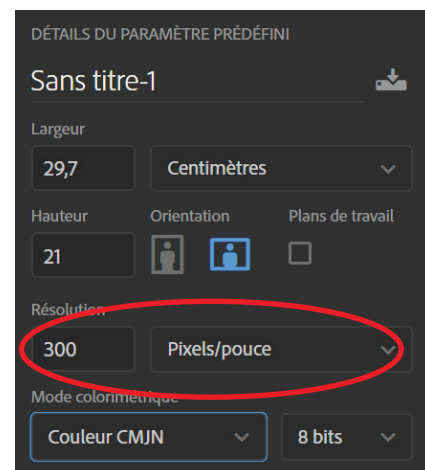 DÉTAILS DU PARAMÈTRE PRÉDÉFINI
Sans titre-1
Largeur
29,7 Centimètres
Hauteur Orientation Plans de travail
21
Résolution
300 Pixels/pouce
Mode colorimétrique
Couleur CMJN 8 bits